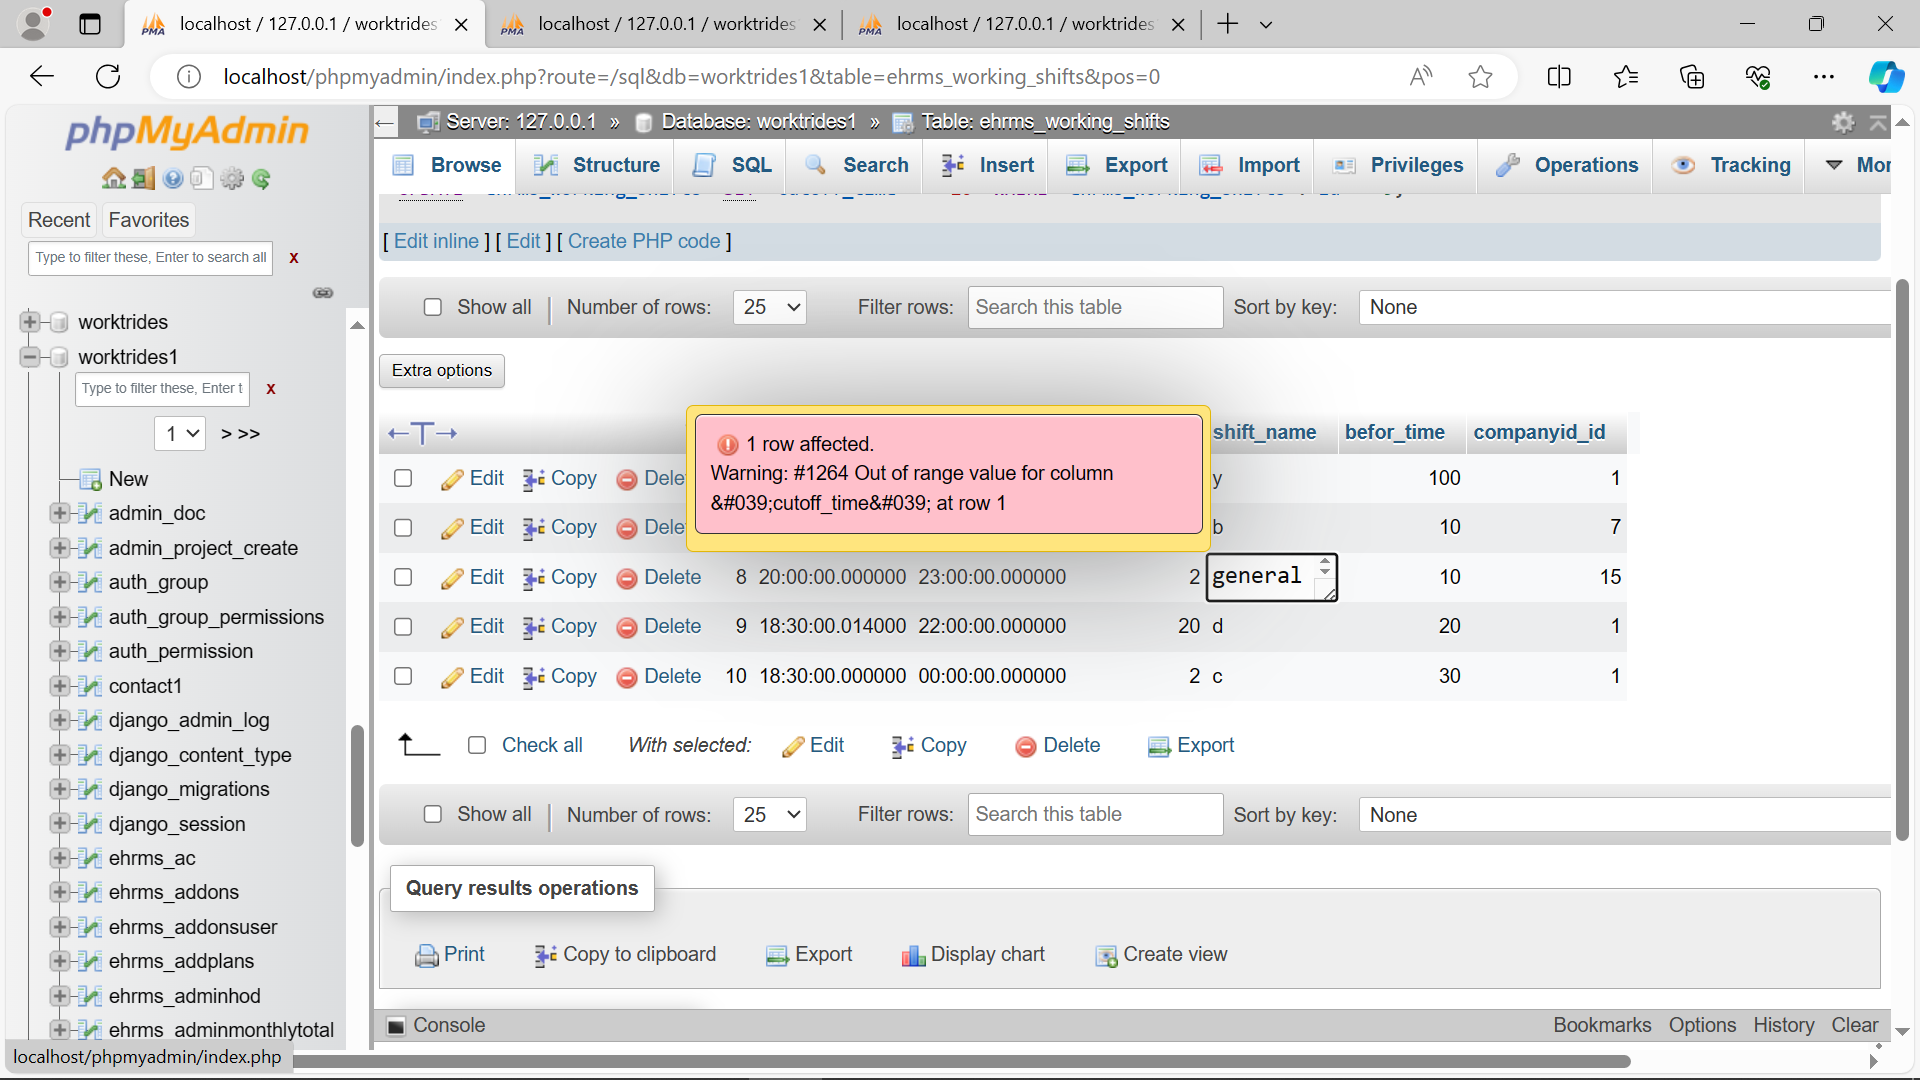 localhost / 127.0.0.1 / worktrides
localhost / 127.0.0.1 / worktrides
localhost / 127.0.0.1 / worktrides
localhost/phpmyadmin/index.php?route=/sql&db=worktrides1&table=ehrms_working_shifts&pos=0
phpMyAdmin
Recent Favorites
Type to filter these, Enter to search all X
worktrides
worktrides1
Type to filter these, Enter t X
1 > >>
New
admin_doc
admin_project_create
auth_group
auth_group_permissions
auth_permission
contact1
django_admin_log
django_content_type
django_migrations
django_session
ehrms_ac
ehrms_addons
ehrms_addonsuser
ehrms_addplans
ehrms_adminhod
ehrms_adminmonthlytotal
localhost/phpmyadmin/index.php
Server: 127.0.0.1 » Database: worktrides1 » Table: ehrms_working_shifts
Browse Structure SQL Search Insert Export Import Privileges Operations Tracking Mor
[ Edit inline ] [ Edit ] [ Create PHP code ]
Show all Number of rows: 25 Filter rows: Search this table Sort by key: None
Extra options
←T→ shift_name befor_time companyid_id
1 row affected.
Warning: #1264 Out of range value for column
&#039;cutoff_time&#039; at row 1
Edit Copy Dele y 100 1
Edit Copy Dele b 10 7
Edit Copy Delete 8 20:00:00.000000 23:00:00.000000 2 general 10 15
Edit Copy Delete 9 18:30:00.014000 22:00:00.000000 20 d 20 1
Edit Copy Delete 10 18:30:00.000000 00:00:00.000000 2 c 30 1
Check all With selected: Edit Copy Delete Export
Show all Number of rows: 25 Filter rows: Search this table Sort by key: None
Query results operations
Print Copy to clipboard Export Display chart Create view
Console Bookmarks Options History Clear